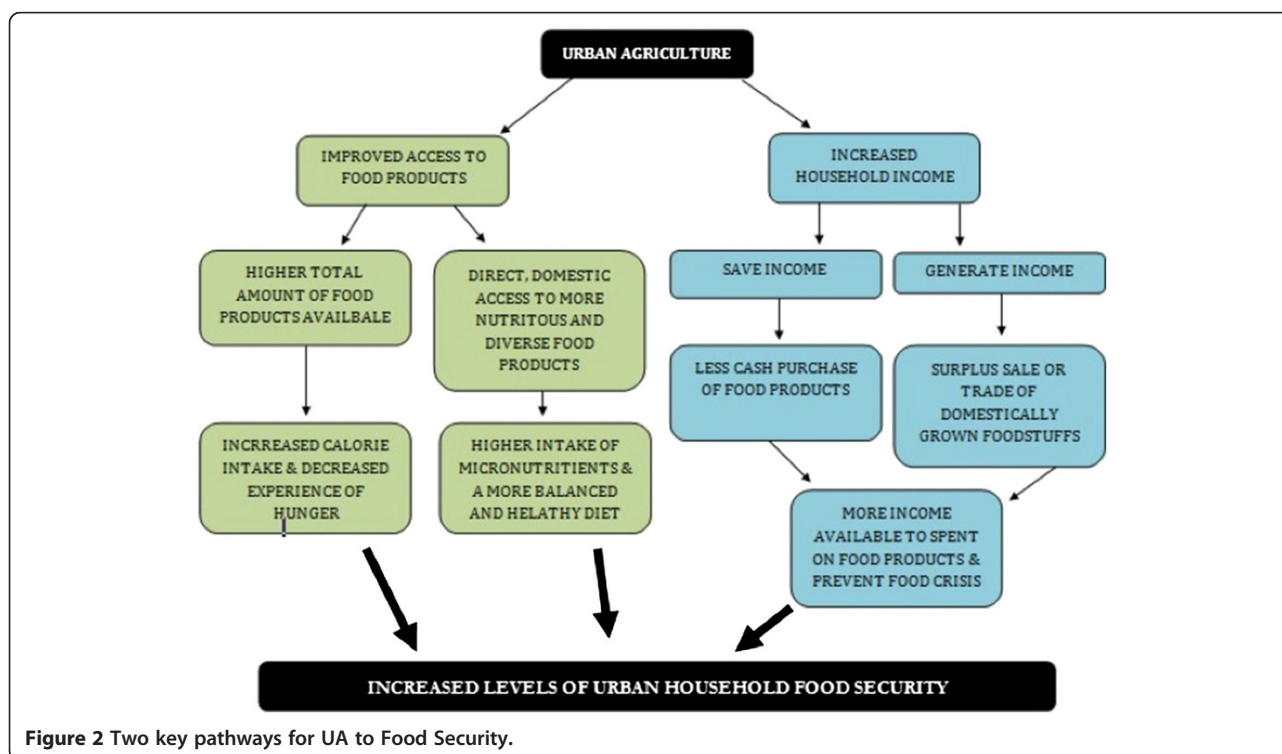 URBAN AGRICULTURE
IMPROVED ACCESS TO
FOOD PRODUCTS
INCREASED
HOUSEHOLD INCOME
HIGHER TOTAL
AMOUNT OF FOOD
PRODUCTS AVAILBALE
DIRECT, DOMESTIC
ACCESS TO MORE
NUTRITOUS AND
DIVERSE FOOD
PRODUCTS
SAVE INCOME
GENERATE INCOME
LESS CASH PURCHASE
OF FOOD PRODUCTS
SURPLUS SALE OR
TRADE OF
DOMESTICALLY
GROWN FOODSTUFFS
INCRREASED CALORIE
INTAKE & DECREASED
EXPERIENCE OF
HUNGER
HIGHER INTAKE OF
MICRONUTRITIENTS &
A MORE BALANCED
AND HELATHY DIET
MORE INCOME
AVAILABLE TO SPENT
ON FOOD PRODUCTS &
PREVENT FOOD CRISIS
INCREASED LEVELS OF URBAN HOUSEHOLD FOOD SECURITY
Figure 2 Two key pathways for UA to Food Security.